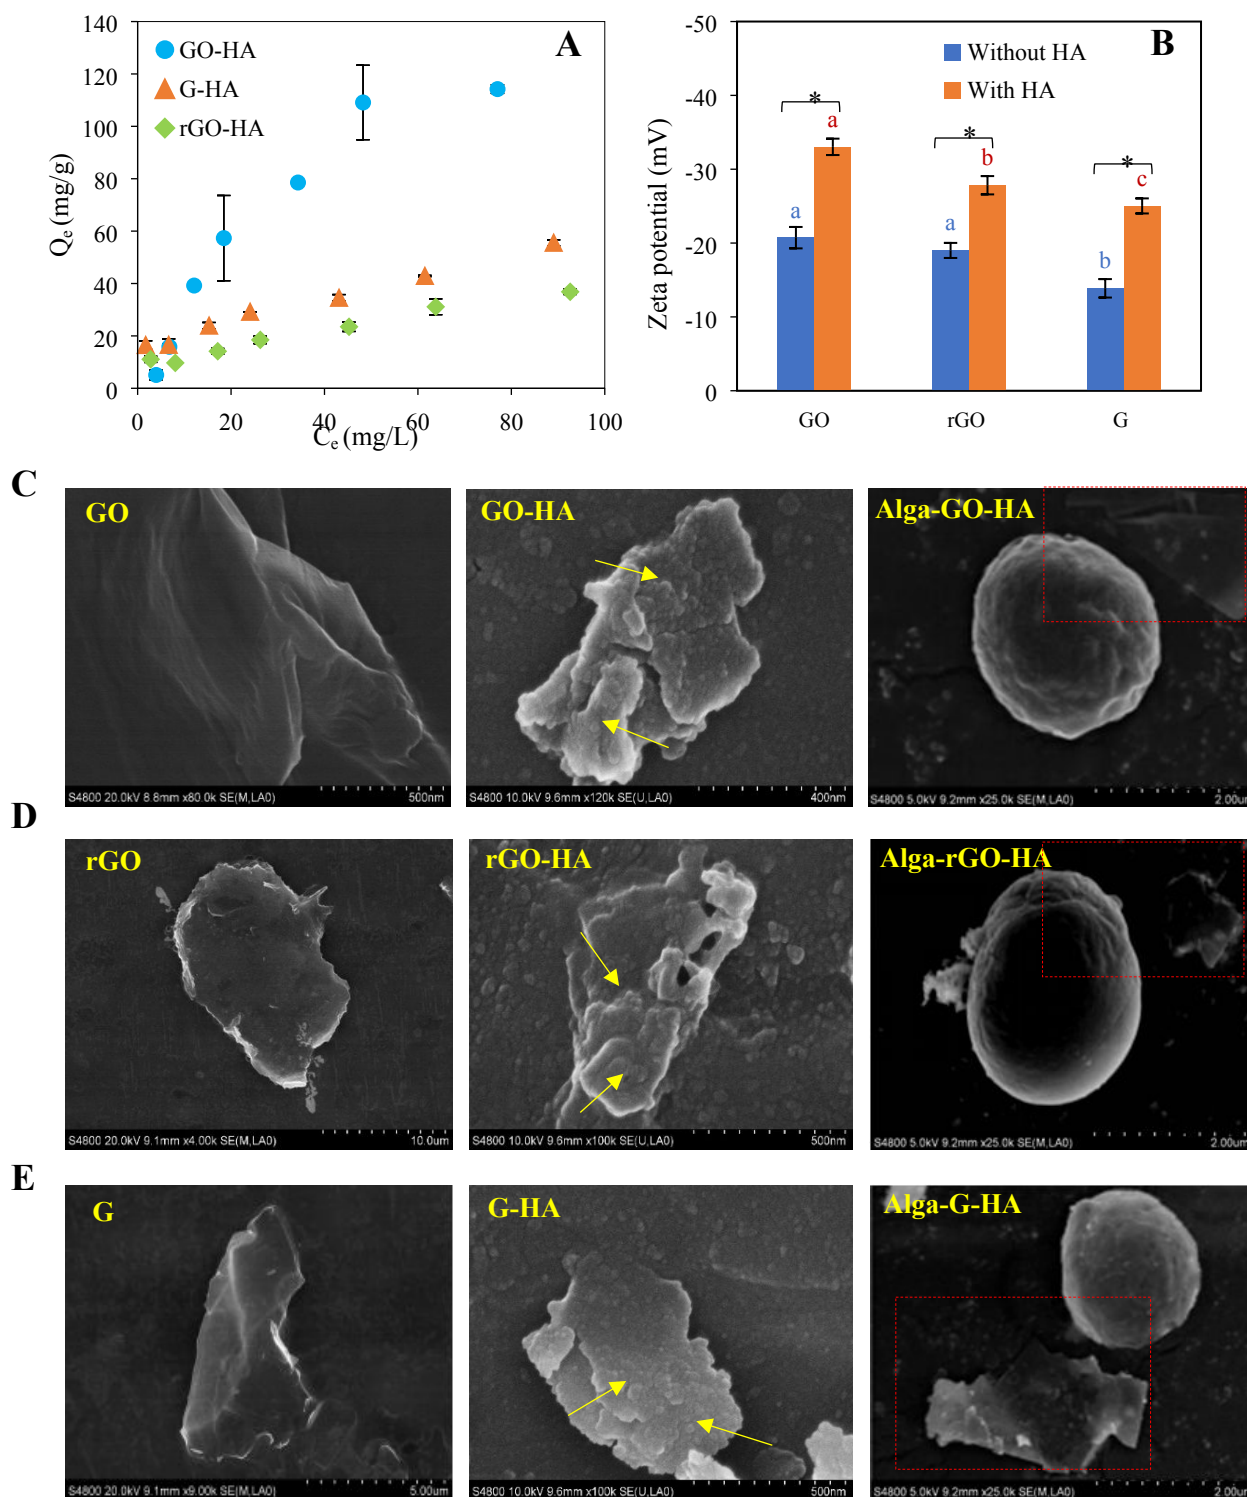 A
GO-HA
G-HA
rGO-HA
Qe (mg/g)
140
120
100
80
60
40
20
0
0 20 40 60 80 100
Ce (mg/L)
B
Without HA
With HA
Zeta potential (mV)
-50
-40
-30
-20
-10
0
* * *
a a
a b
b c
GO rGO G
C
GO
S4800 20.0kV 8.8mm x80.0k SE(M,LA0) 500nm
GO-HA
S4800 10.0kV 9.6mm x120k SE(U,LA0) 400nm
Alga-GO-HA
S4800 5.0kV 9.2mm x25.0k SE(M,LA0) 2.00um
D
rGO
S4800 20.0kV 9.1mm x4.00k SE(M,LA0) 10.0um
rGO-HA
S4800 10.0kV 9.6mm x100k SE(U,LA0) 500nm
Alga-rGO-HA
S4800 5.0kV 9.2mm x25.0k SE(M,LA0) 2.00um
E
G
S4800 20.0kV 9.1mm x9.00k SE(M,LA0) 5.00um
G-HA
S4800 10.0kV 9.6mm x100k SE(U,LA0) 500nm
Alga-G-HA
S4800 5.0kV 9.2mm x25.0k SE(M,LA0) 2.00um